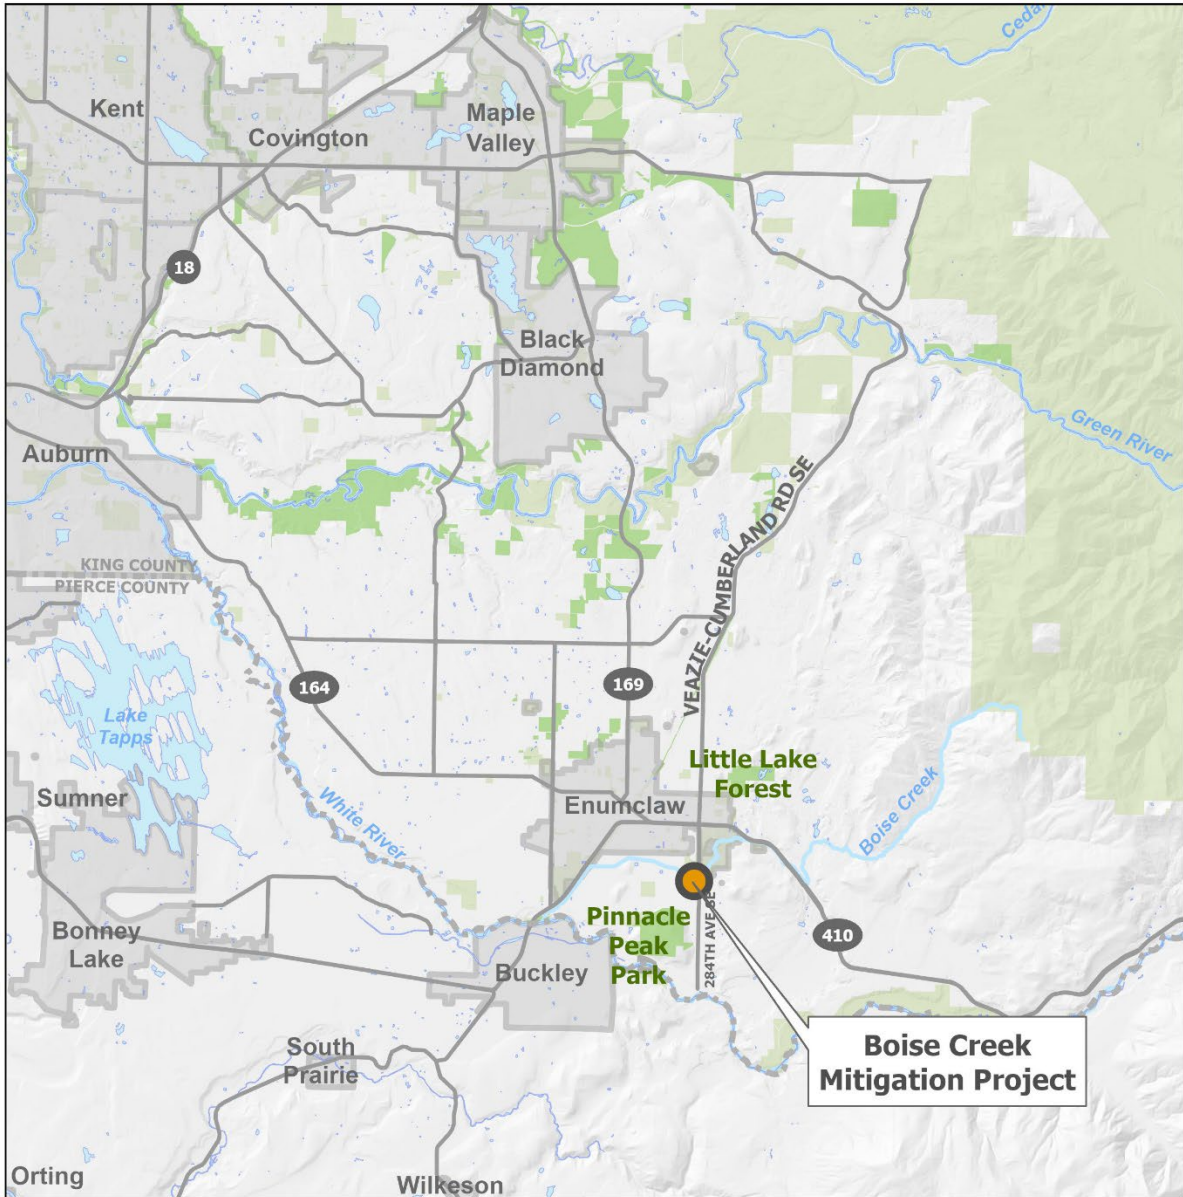 Cedar
Kent
Covington
Maple
Valley
18
Black
Diamond
Green River
Auburn
VEAZIE-CUMBERLAND RD SE
KING COUNTY
PIERCE COUNTY
164
169
Lake
Tapps
Little Lake
Forest
Sumner
White River
Enumclaw
Boise Creek
284TH AVE SE
Pinnacle
Peak
Park
410
Bonney
Lake
Buckley
Boise Creek
Mitigation Project
South
Prairie
Orting
Wilkeson